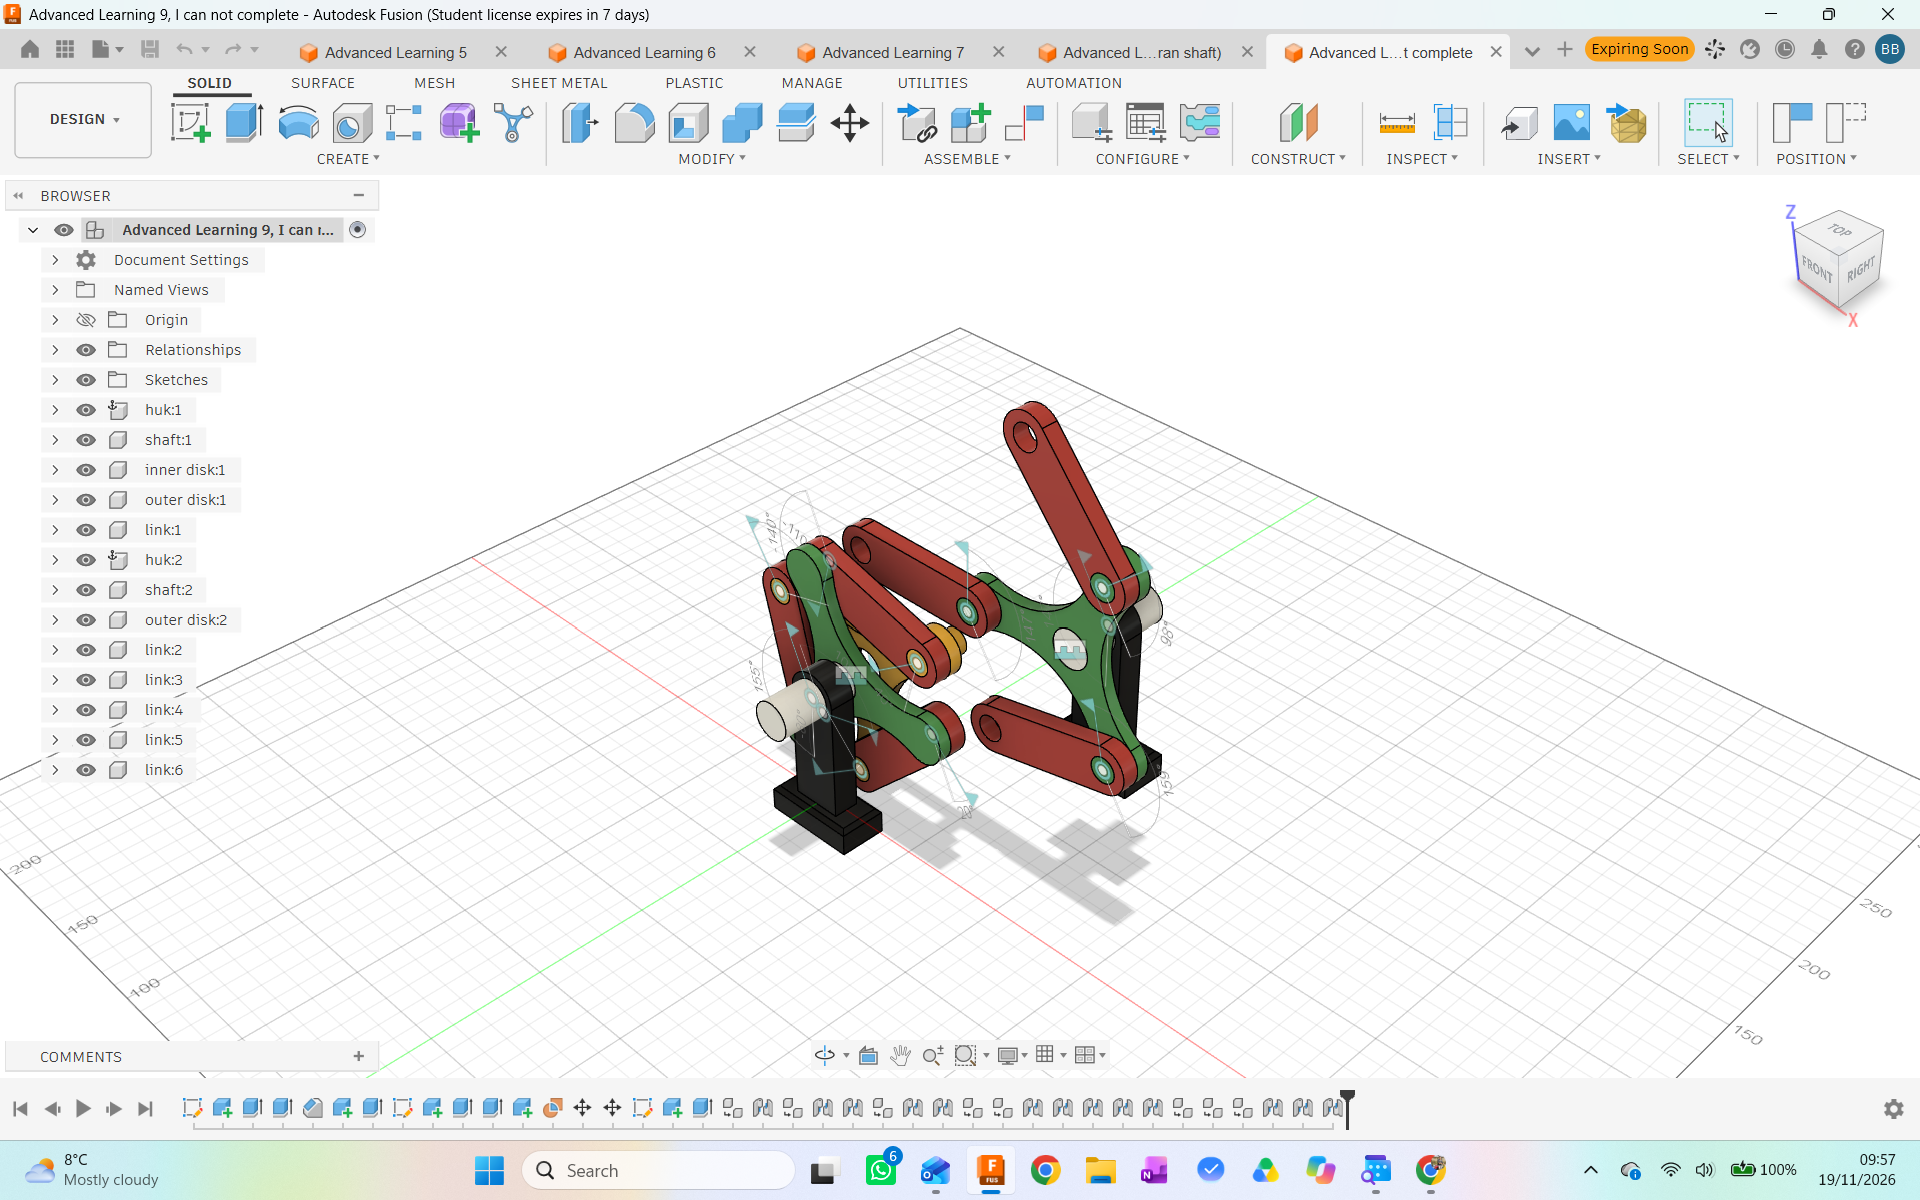 Advanced Learning 9, I can not complete - Autodesk Fusion (Student license expires in 7 days)
Advanced Learning 5
Advanced Learning 6
Advanced Learning 7
Advanced L...ran shaft)
Advanced L...t complete
Expiring Soon
BB
DESIGN
SOLID
SURFACE
MESH
SHEET METAL
PLASTIC
MANAGE
UTILITIES
AUTOMATION
CREATE
MODIFY
ASSEMBLE
CONFIGURE
CONSTRUCT
INSPECT
INSERT
SELECT
POSITION
BROWSER
Advanced Learning 9, I can ı...
Document Settings
Named Views
Origin
Relationships
Sketches
huk:1
shaft:1
inner disk:1
outer disk:1
link:1
huk:2
shaft:2
outer disk:2
link:2
link:3
link:4
link:5
link:6
Z
TOP
FRONT
RIGHT
X
200
150
100
250
200
150
COMMENTS
8°C
Mostly cloudy
Search
6
FUS
100%
09:57
19/11/2026